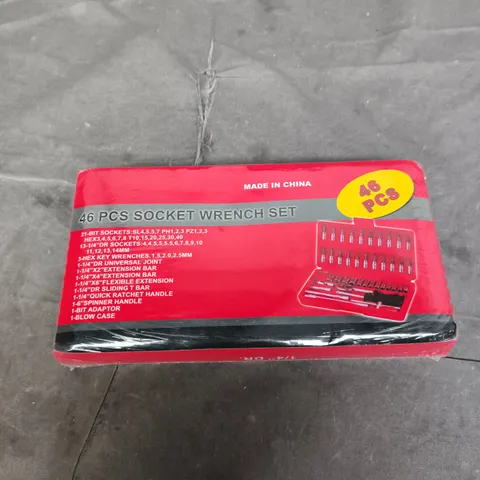 MADE IN CHINA
46 PCS
46 PCS SOCKET WRENCH SET
21-BIT SOCKETS:SL4,5,5,7 PH1,2,3 PZ1,2,3
HEX3,4,5,6,7,8 T10,15,20,25,30,40
13-1/4"DR SOCKETS:4,4.5,5,5.5,6,7,8,9,10
11,12,13,14MM
3-HEX KEY WRENCHES.1.5,2.0,2.5MM
1-1/4"DR UNIVERSAL JOINT
1-1/4"X2"EXTENSION BAR
1-1/4"X4"EXTENSION BAR
1-1/4"X6"FLEXIBLE EXTENSION
1-1/4"DR SLIDING T BAR
1-1/4"QUICK RATCHET HANDLE
1-6"SPINNER HANDLE
1-BIT ADAPTOR
1-BLOW CASE
1/4" DR.